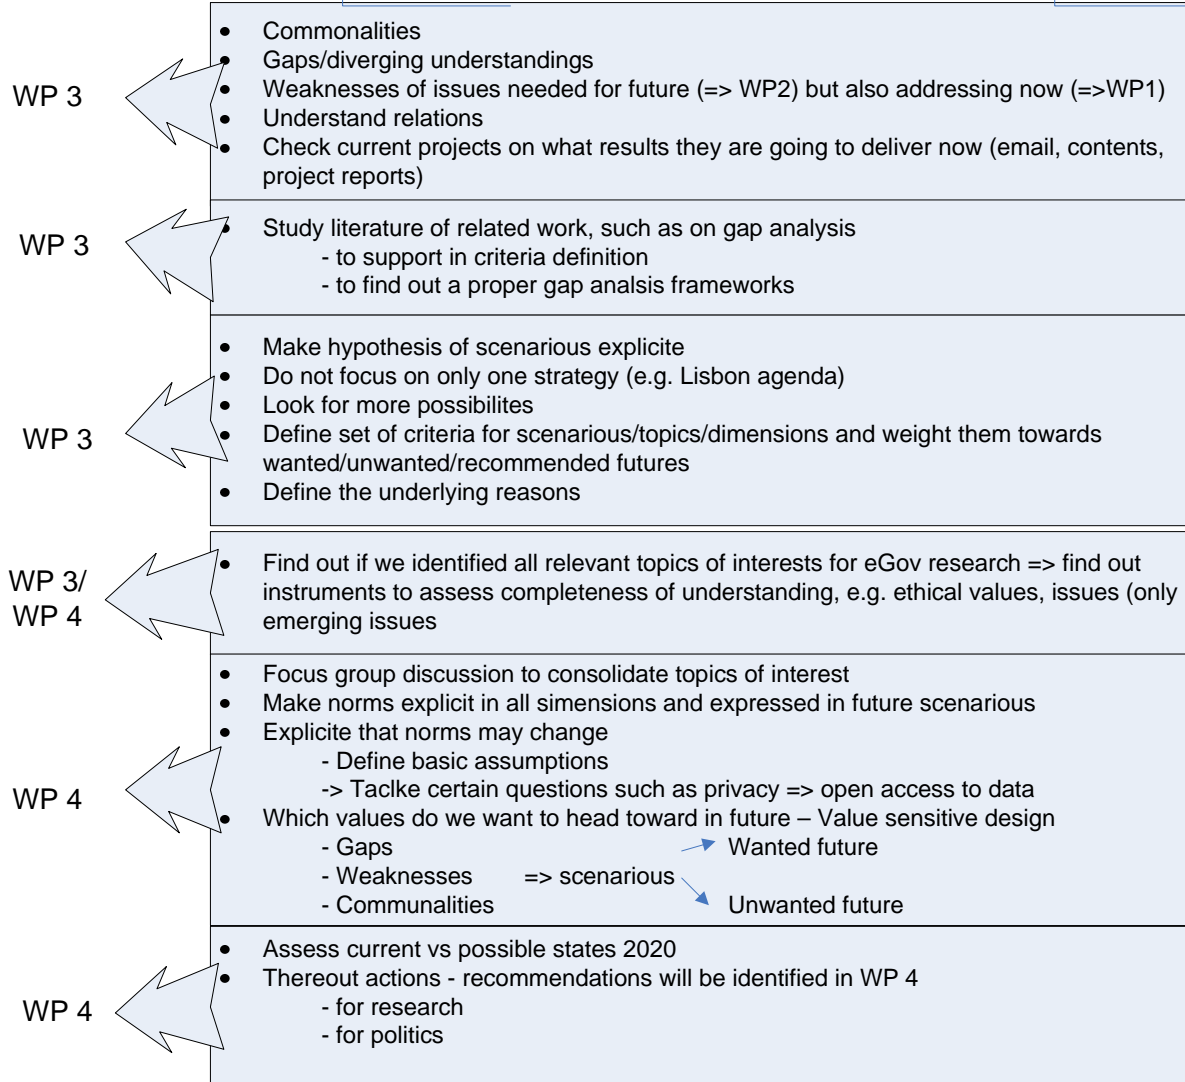 • Commonalities
• Gaps/diverging understandings
WP 3
• Weaknesses of issues needed for future (=> WP2) but also addressing now (=>WP1)
• Understand relations
• Check current projects on what results they are going to deliver now (email, contents,
project reports)
WP 3
• Study literature of related work, such as on gap analysis
- to support in criteria definition
- to find out a proper gap analsis frameworks
• Make hypothesis of scenarious explicite
• Do not focus on only one strategy (e.g. Lisbon agenda)
• Look for more possibilites
WP 3
• Define set of criteria for scenarious/topics/dimensions and weight them towards
wanted/unwanted/recommended futures
• Define the underlying reasons
WP 3/
WP 4
• Find out if we identified all relevant topics of interests for eGov research => find out
instruments to assess completeness of understanding, e.g. ethical values, issues (only
emerging issues
• Focus group discussion to consolidate topics of interest
• Make norms explicit in all simensions and expressed in future scenarious
• Explicite that norms may change
- Define basic assumptions
-> Taclke certain questions such as privacy => open access to data
WP 4
• Which values do we want to head toward in future – Value sensitive design
- Gaps Wanted future
- Weaknesses => scenarious
- Communalities Unwanted future
• Assess current vs possible states 2020
• Thereout actions - recommendations will be identified in WP 4
WP 4
- for research
- for politics